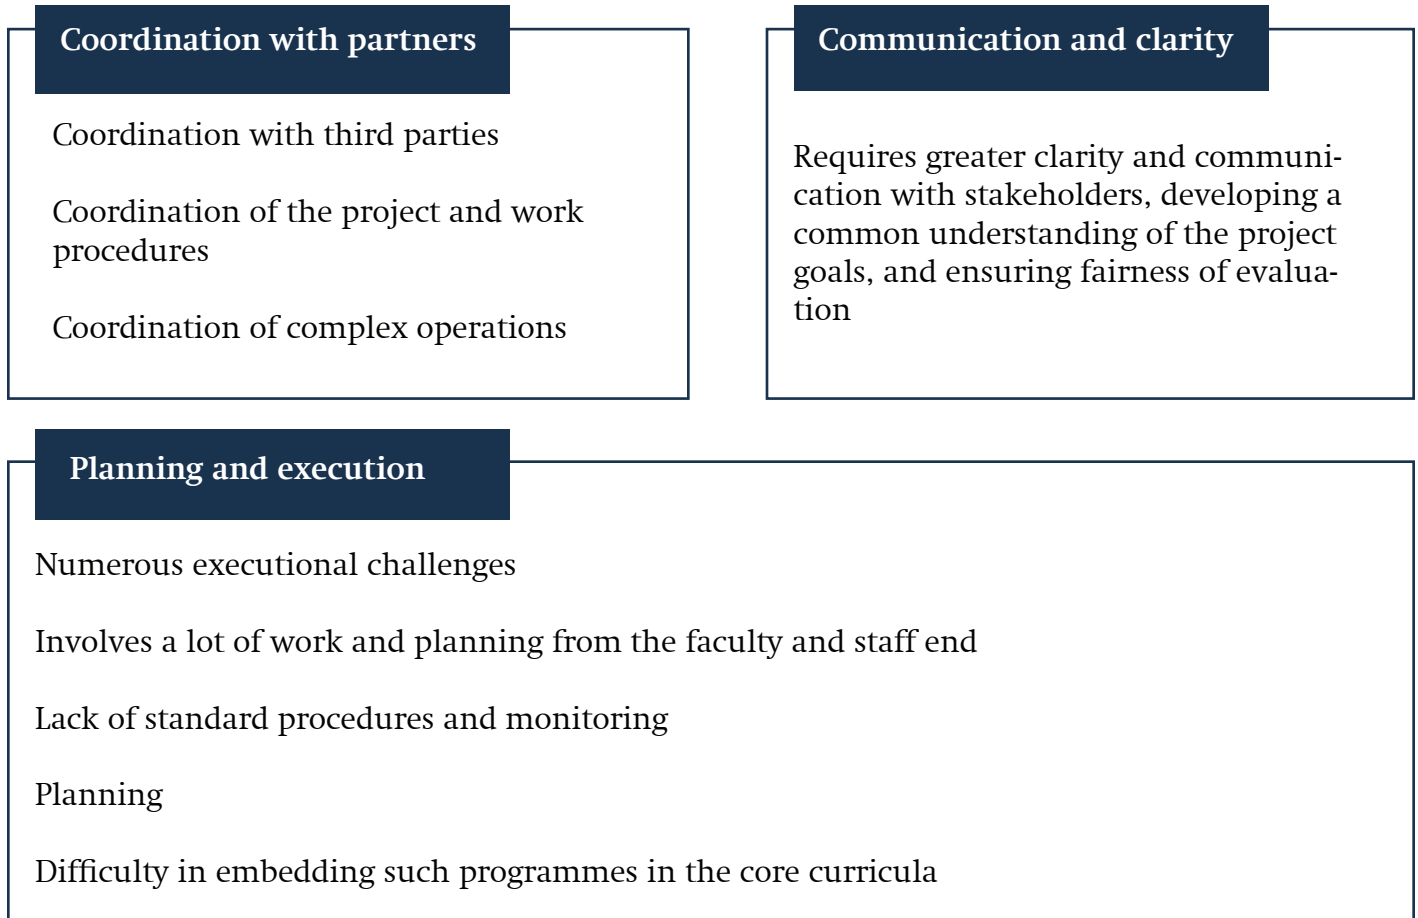 Coordination with partners
Coordination with third parties
Coordination of the project and work
procedures
Coordination of complex operations
Communication and clarity
Requires greater clarity and communi-
cation with stakeholders, developing a
common understanding of the project
goals, and ensuring fairness of evalua-
tion
Planning and execution
Numerous executional challenges
Involves a lot of work and planning from the faculty and staff end
Lack of standard procedures and monitoring
Planning
Difficulty in embedding such programmes in the core curricula